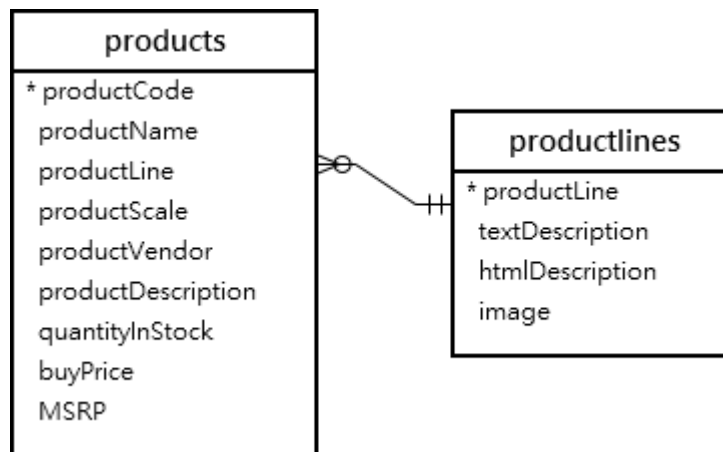 products
* productCode
productName
productLine
productScale
productVendor
productDescription
quantityInStock
buyPrice
MSRP
productlines
* productLine
textDescription
htmlDescription
image